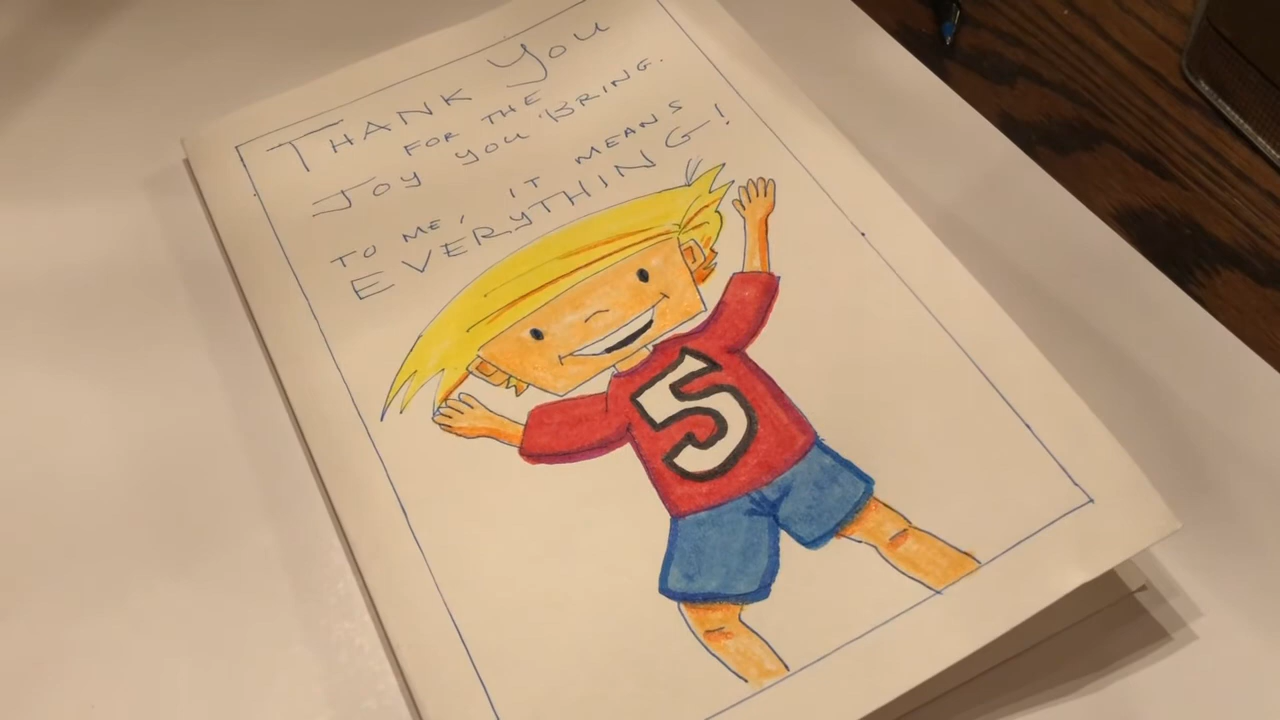 THANK YOU
FOR THE
JOY YOU BRING.
TO ME, IT MEANS
EVERYTHING!
5